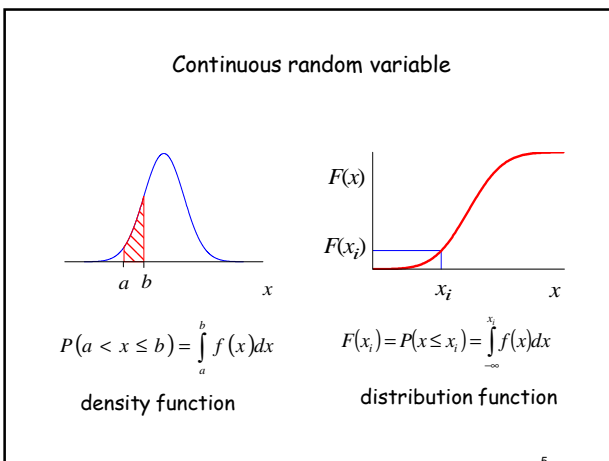 Continuous random variable
F(x)
F(x_i)
a b
x
x_i
x
P(a < x ≤ b) = ∫_a^b f(x)dx
F(x_i) = P(x ≤ x_i) = ∫_{-∞}^{x_i} f(x)dx
density function
distribution function
5